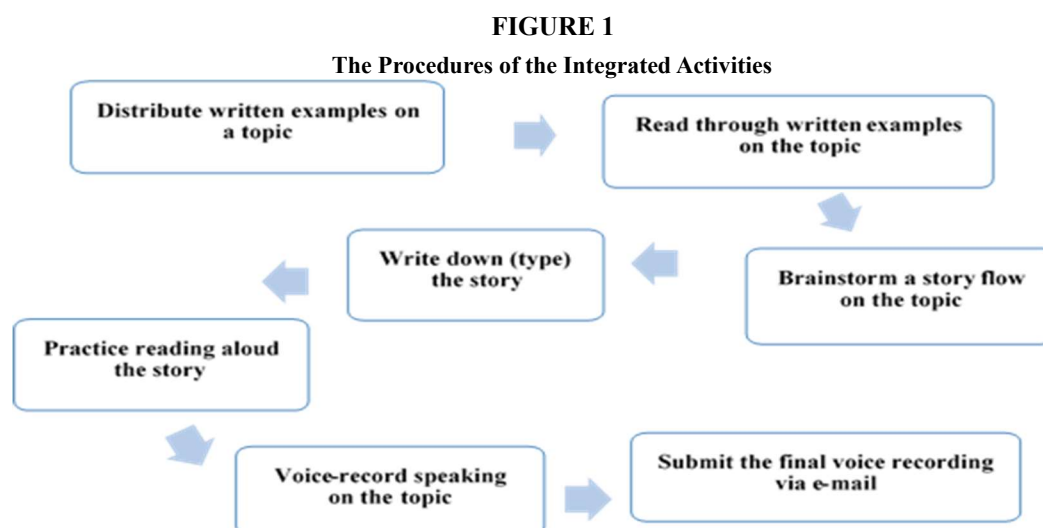 FIGURE 1
The Procedures of the Integrated Activities
Distribute written examples on
a topic
Read through written examples
on the topic
Brainstorm a story flow
on the topic
Write down (type)
the story
Practice reading aloud
the story
Voice-record speaking
on the topic
Submit the final voice recording
via e-mail